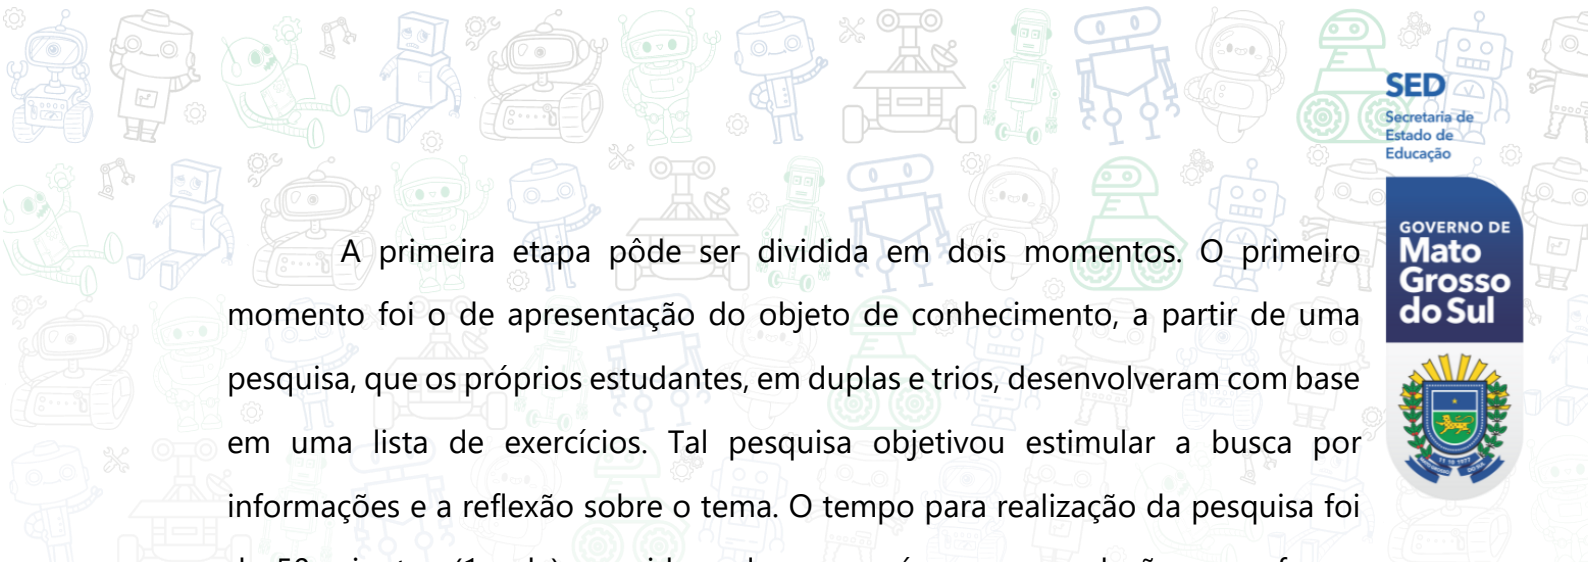 SED
Secretaria de
Estado de
Educação
GOVERNO DE
Mato
Grosso
do Sul
A primeira etapa pôde ser dividida em dois momentos. O primeiro
momento foi o de apresentação do objeto de conhecimento, a partir de uma
pesquisa, que os próprios estudantes, em duplas e trios, desenvolveram com base
em uma lista de exercícios. Tal pesquisa objetivou estimular a busca por
informações e a reflexão sobre o tema. O tempo para realização da pesquisa foi